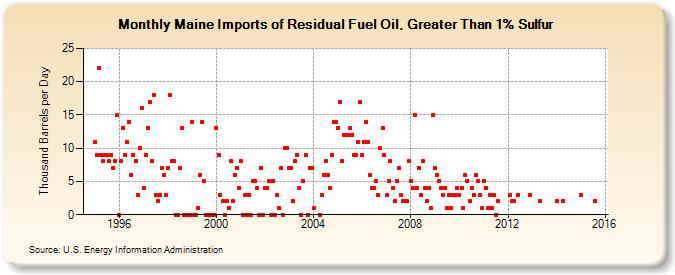 Monthly Maine Imports of Residual Fuel Oil, Greater Than 1% Sulfur
Thousand Barrels per Day
25
20
15
10
5
0
1996 2000 2004 2008 2012 2016
Source: U.S. Energy Information Administration